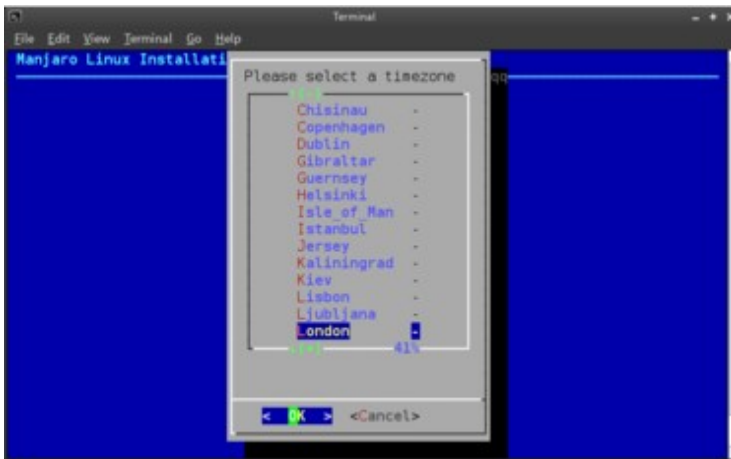 Terminal
File Edit View Terminal Go Help
Manjaro Linux Installati
Please select a timezone
qq
(-)
Chisinau -
Copenhagen -
Dublin -
Gibraltar -
Guernsey -
Helsinki -
Isle_of_Man -
Istanbul -
Jersey -
Kaliningrad -
Kiev -
Lisbon -
Ljubljana -
London -
(+) 41%
< OK > <Cancel>